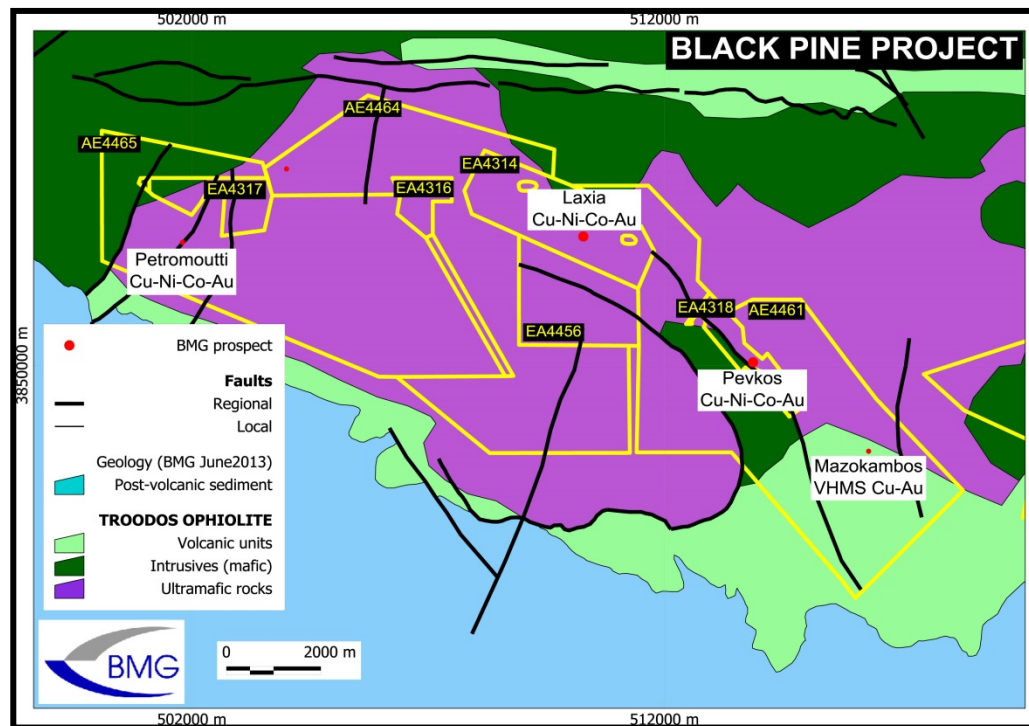 502000 m
512000 m
BLACK PINE PROJECT
AE4464
AE4465
EA4314
EA4317
EA4316
Laxia
Cu-Ni-Co-Au
Petromoutti
Cu-Ni-Co-Au
EA4318
AE4461
EA4456
3850000 m
BMG prospect
Faults
Regional
Local
Geology (BMG June2013)
Post-volcanic sediment
TROODOS OPHIOLITE
Volcanic units
Intrusives (mafic)
Ultramafic rocks
Pevkos
Cu-Ni-Co-Au
Mazokambos
VHMS Cu-Au
BMG
0 2000 m
502000 m
512000 m